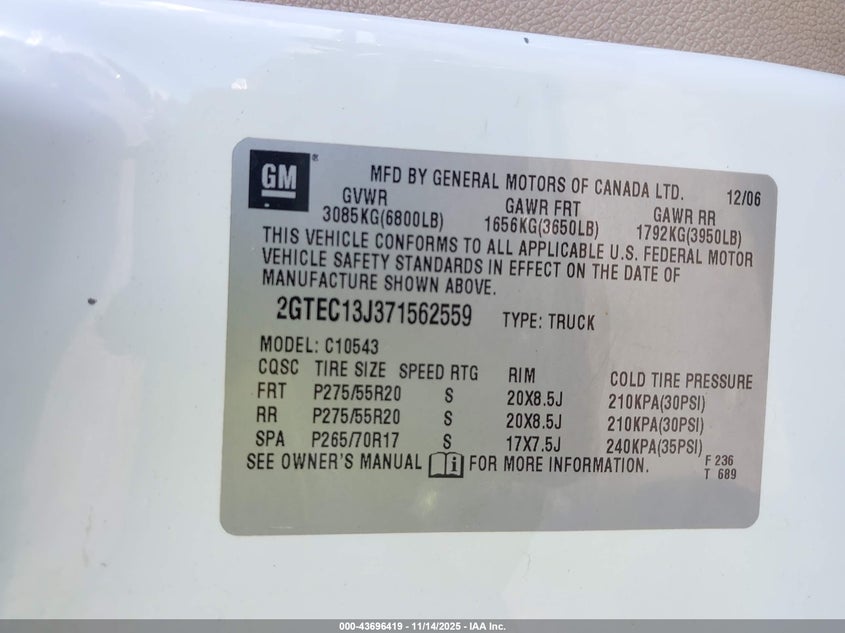 GM®
MFD BY GENERAL MOTORS OF CANADA LTD. 12/06
GVWR GAWR FRT GAWR RR
3085KG(6800LB) 1656KG(3650LB) 1792KG(3950LB)
THIS VEHICLE CONFORMS TO ALL APPLICABLE U.S. FEDERAL MOTOR
VEHICLE SAFETY STANDARDS IN EFFECT ON THE DATE OF
MANUFACTURE SHOWN ABOVE.
2GTEC13J371562559 TYPE: TRUCK
MODEL: C10543
CQSC TIRE SIZE SPEED RTG RIM COLD TIRE PRESSURE
FRT P275/55R20 S 20X8.5J 210KPA(30PSI)
RR P275/55R20 S 20X8.5J 210KPA(30PSI)
SPA P265/70R17 S 17X7.5J 240KPA(35PSI)
SEE OWNER'S MANUAL i FOR MORE INFORMATION.
F 236
T 689
000-43696419 - 11/14/2025 - IAA Inc.